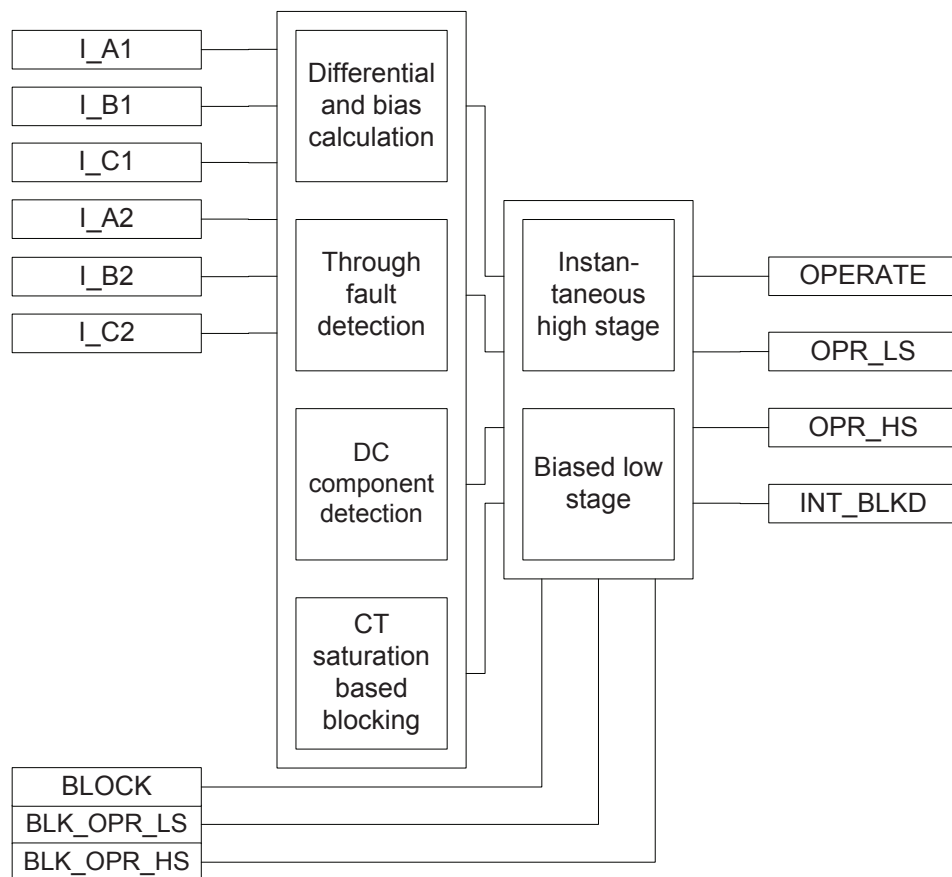 I_A1
I_B1
I_C1
I_A2
I_B2
I_C2
Differential
and bias
calculation
Through
fault
detection
DC
component
detection
CT
saturation
based
blocking
Instan-
taneous
high stage
Biased low
stage
OPERATE
OPR_LS
OPR_HS
INT_BLKD
BLOCK
BLK_OPR_LS
BLK_OPR_HS